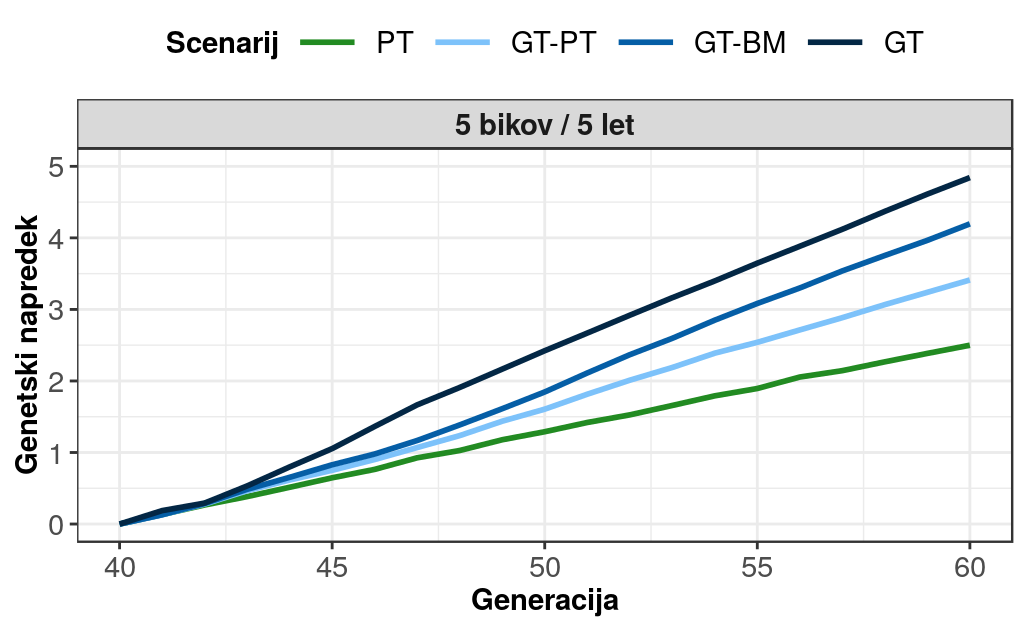 Scenarij PT GT-PT GT-BM GT
5 bikov / 5 let
Genetski napredek
5
4
3
2
1
0
40 45 50 55 60
Generacija